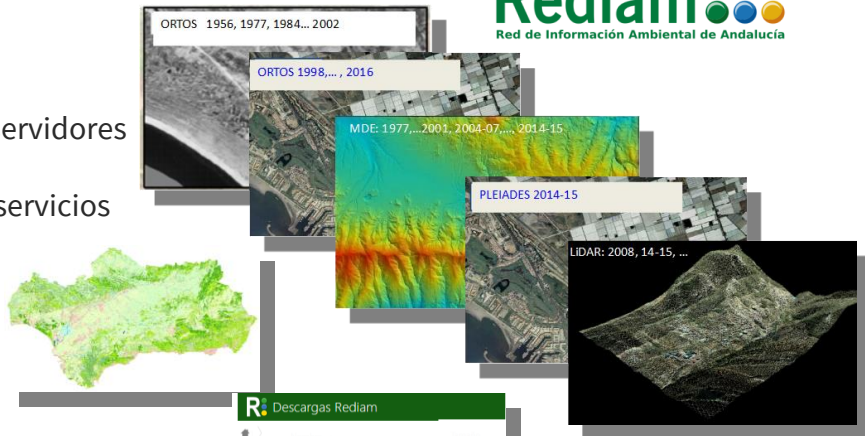 Rediam
Red de Información Ambiental de Andalucía
ORTOS 1956, 1977, 1984... 2002
ORTOS 1998,... , 2016
ervidores
MDE: 1977,...2001, 2004-07,..., 2014-15
servicios
PLEIADES 2014-15
LiDAR: 2008, 14-15, ...
R: Descargas Rediam